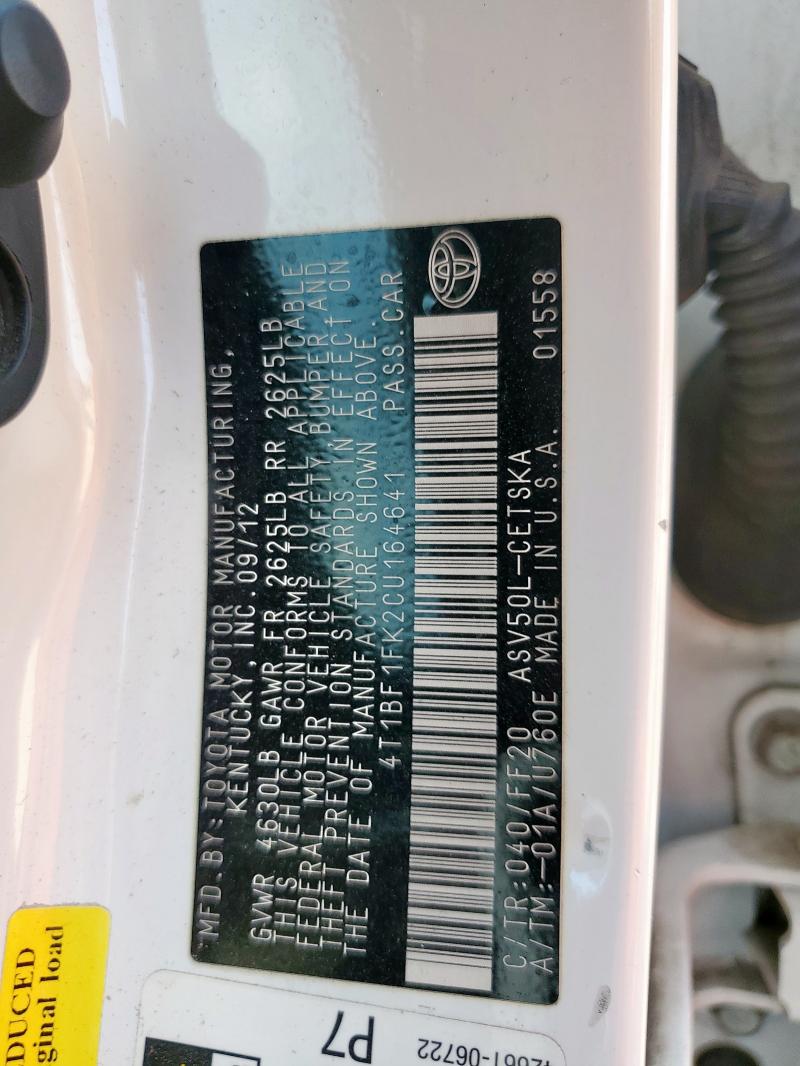 MFD.BY:TOYOTA MOTOR MANUFACTURING,
KENTUCKY, INC. 09/12
GVWR 4630LB GAWR FR 2625LB RR 2625LB
THIS VEHICLE CONFORMS TO ALL APPLICABLE
FEDERAL MOTOR VEHICLE SAFETY, BUMPER AND
THEFT PREVENTION STANDARDS IN EFFECT ON
THE DATE OF MANUFACTURE SHOWN ABOVE.
4T1BF1FK2CU164641 PASS.CAR
C/TR:040/FF20 ASV50L-CETSKA
A/TM:-01A/U760E MADE IN U.S.A. 01558
DUCED
ginal load
P7
2661-06722